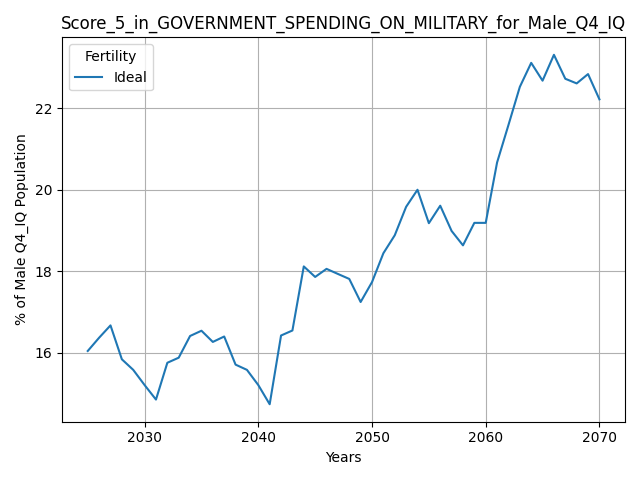 Score_5_in_GOVERNMENT_SPENDING_ON_MILITARY_for_Male_Q4_IQ
Fertility
Ideal
22
20
18
16
% of Male Q4_IQ Population
2030 2040 2050 2060 2070
Years